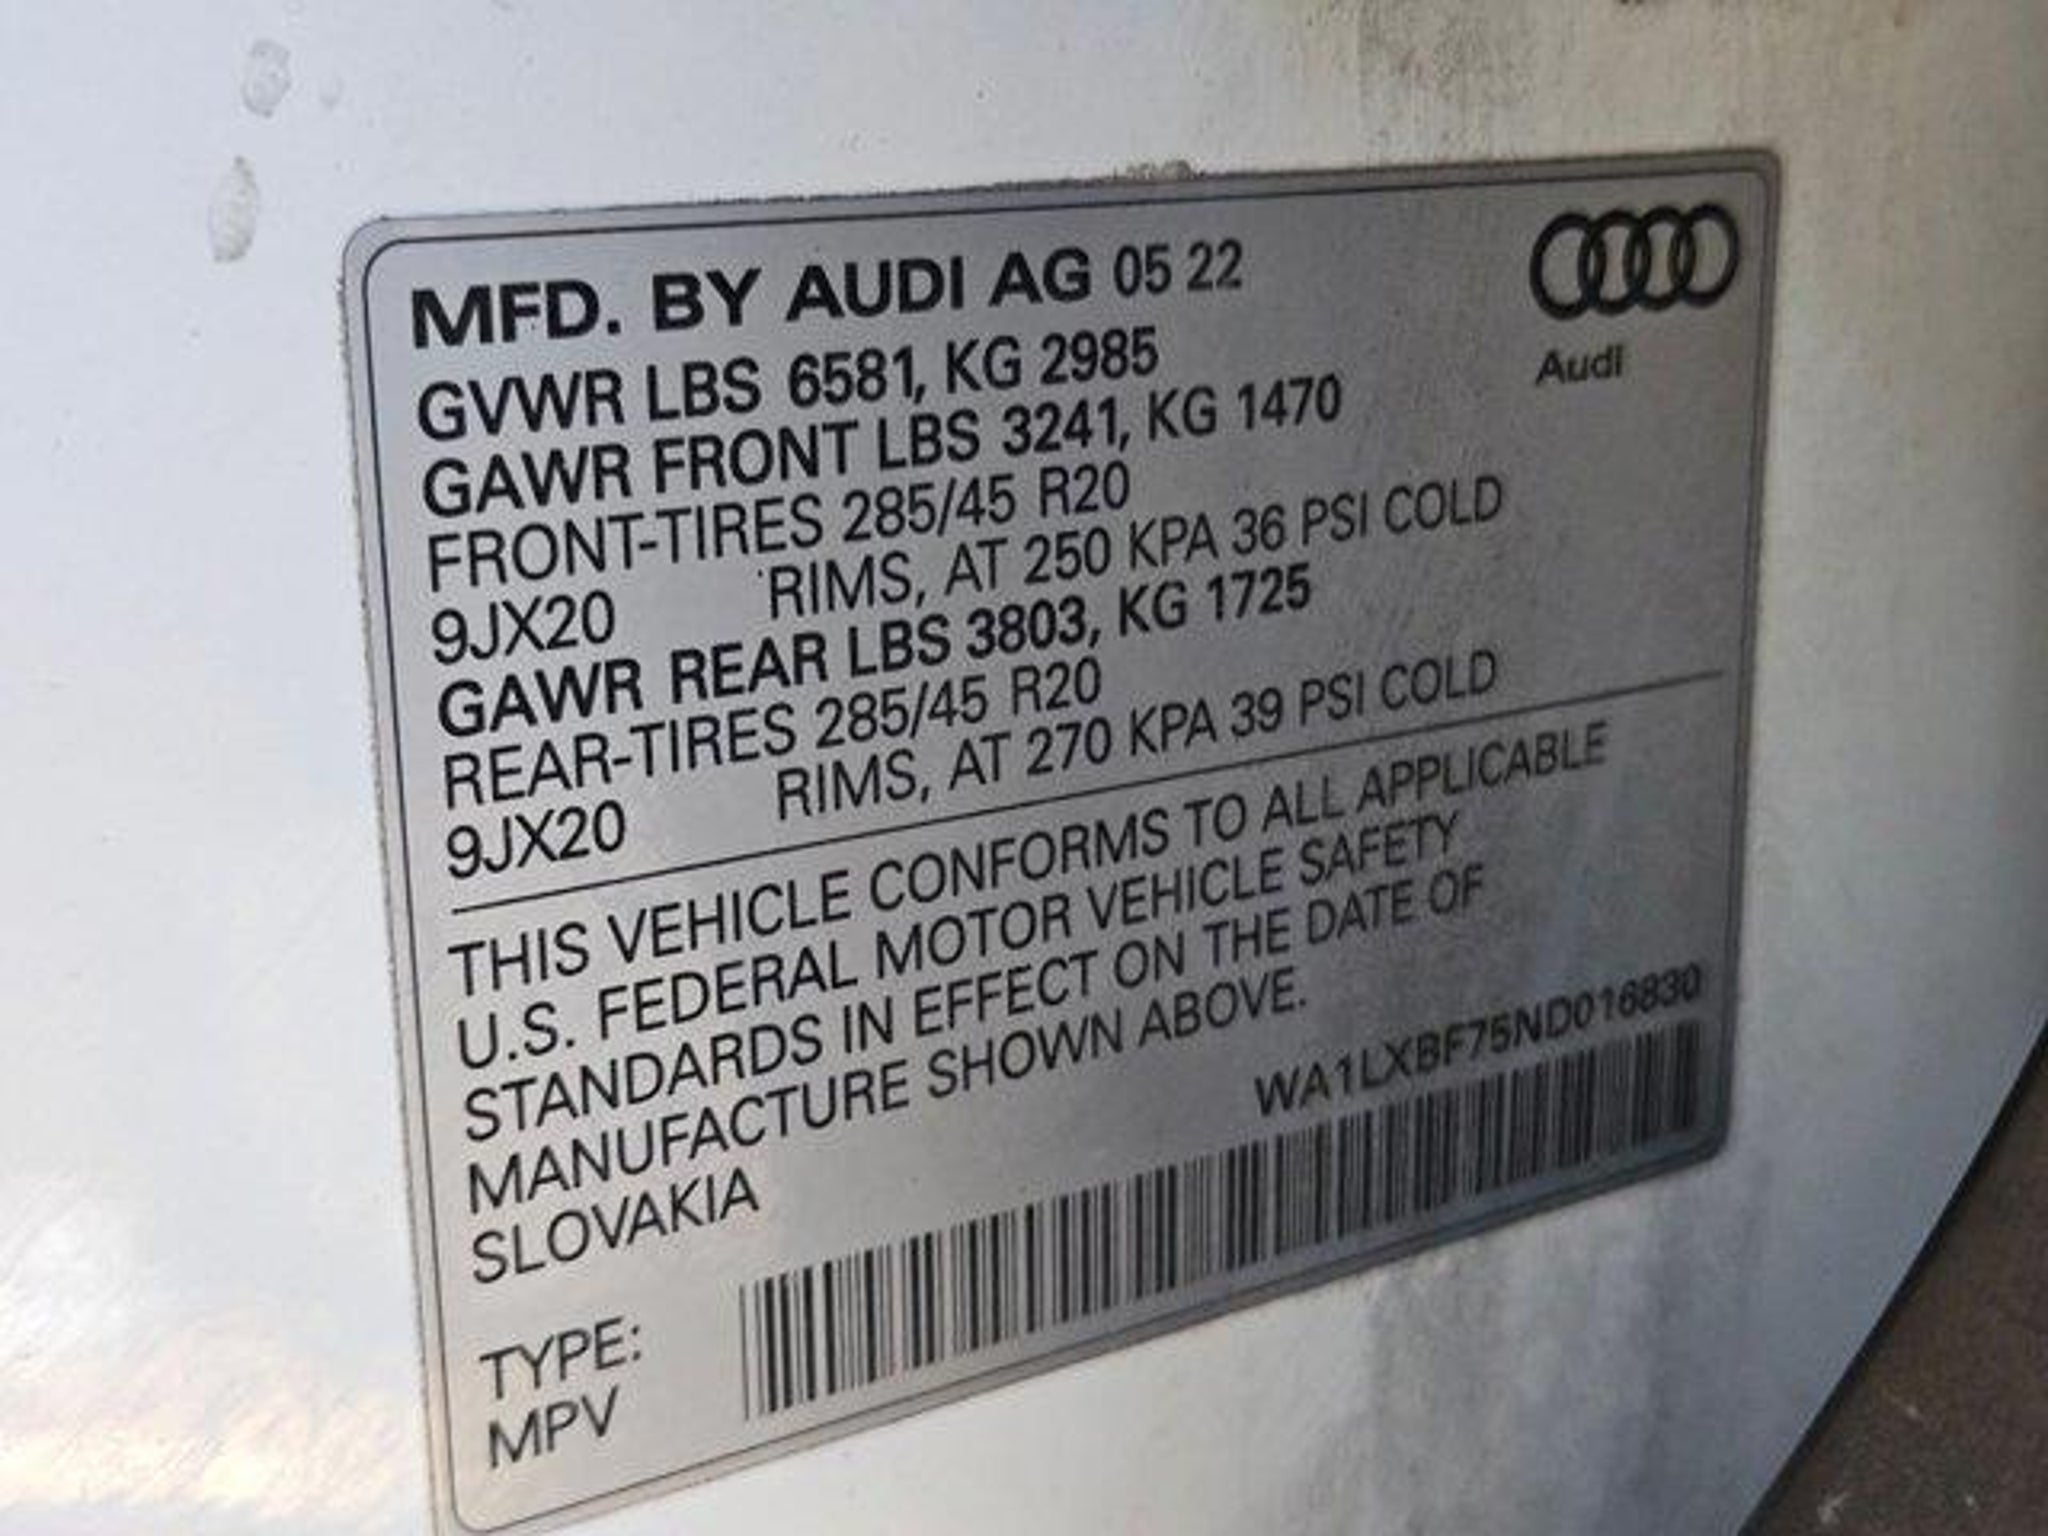 MFD. BY AUDI AG 05 22
GVWR LBS 6581, KG 2985
GAWR FRONT LBS 3241, KG 1470
FRONT-TIRES 285/45 R20
9JX20 RIMS, AT 250 KPA 36 PSI COLD
GAWR REAR LBS 3803, KG 1725
REAR-TIRES 285/45 R20
9JX20 RIMS, AT 270 KPA 39 PSI COLD
Audi
THIS VEHICLE CONFORMS TO ALL APPLICABLE
U.S. FEDERAL MOTOR VEHICLE SAFETY
STANDARDS IN EFFECT ON THE DATE OF
MANUFACTURE SHOWN ABOVE.
SLOVAKIA
WA1LXBF75ND016830
TYPE:
MPV